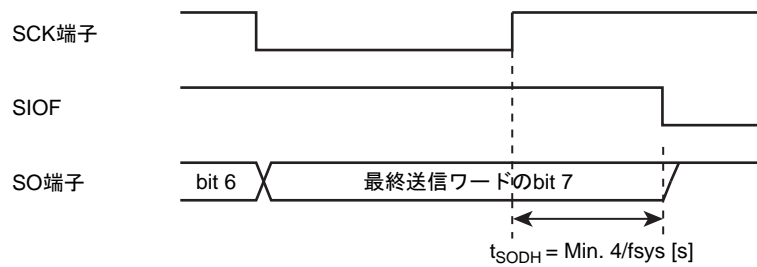 SCK端子
SIOF
SO端子 bit 6 最終送信ワードのbit 7
tSODH = Min. 4/fsys [s]